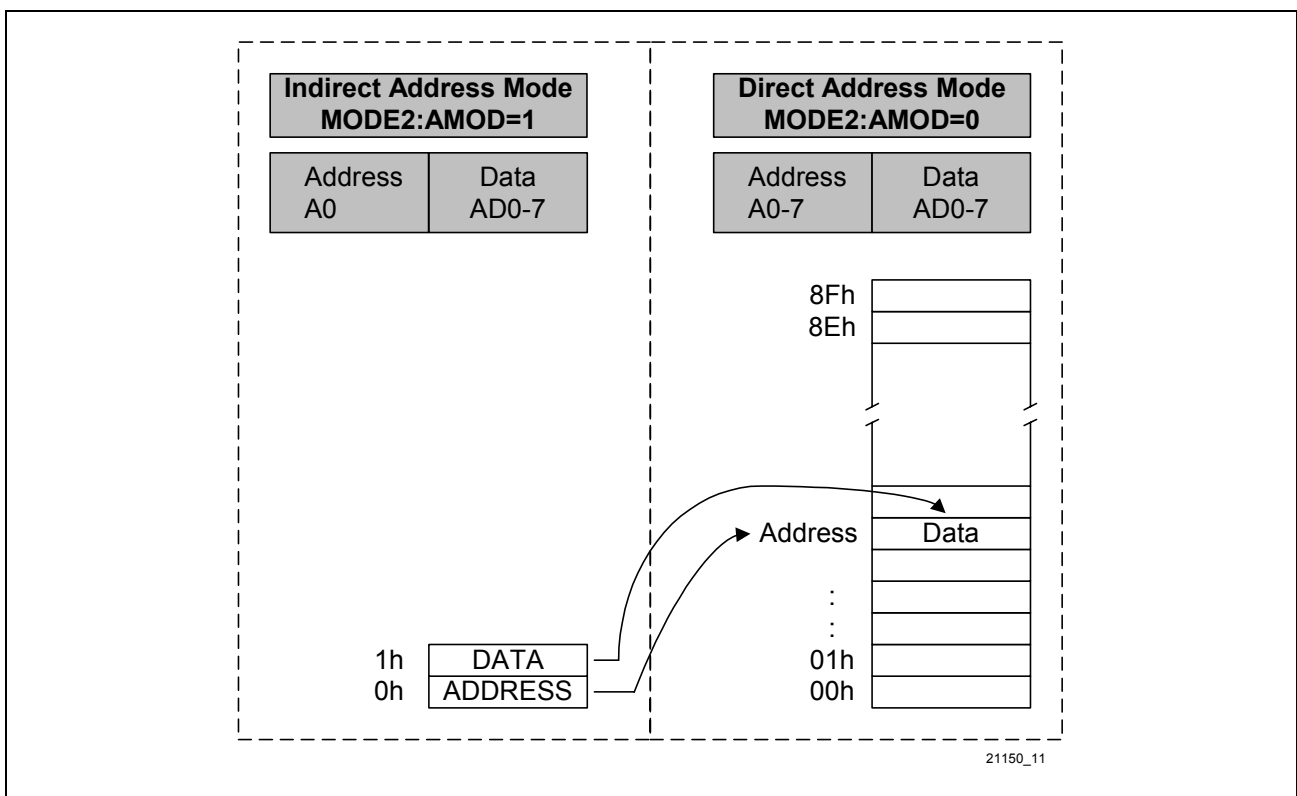 Indirect Address Mode
MODE2:AMOD=1
Address
A0
Data
AD0-7
Direct Address Mode
MODE2:AMOD=0
Address
A0-7
Data
AD0-7
8Fh
8Eh
Address
Data
:
:
1h
DATA
0h
ADDRESS
01h
00h
21150_11